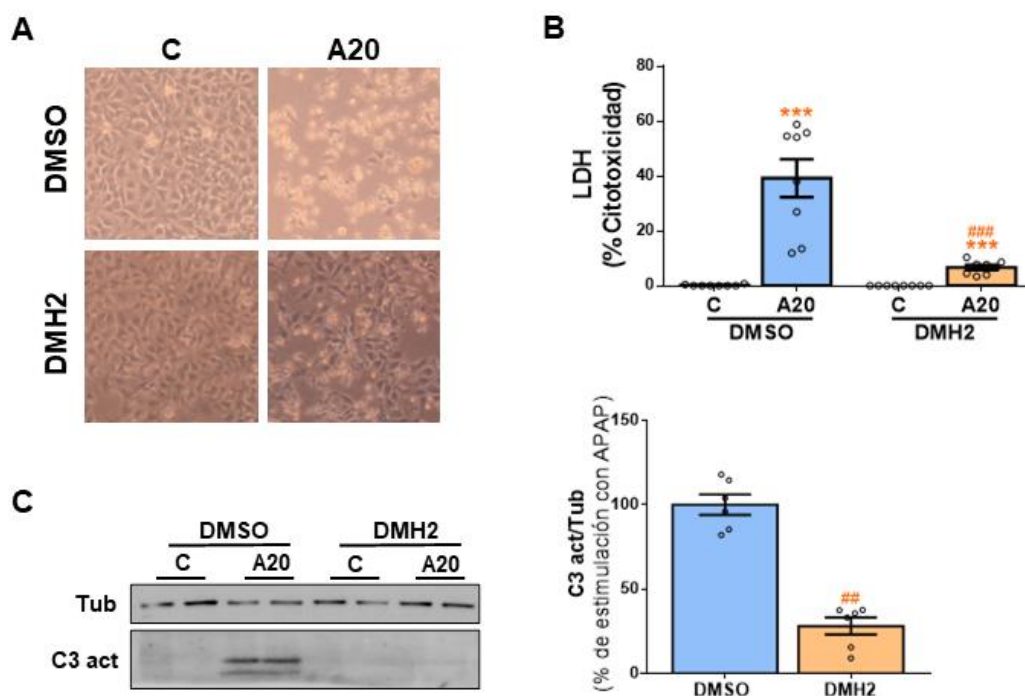 A
C A20
DMSO
DMH2
B
LDH
(% Citotoxicidad)
80
60
40
20
0
***
###
***
C A20 C A20
DMSO DMH2
C
DMSO DMH2
C A20 C A20
Tub
C3 act
C3 act/Tub
(% de estimulación con APAP)
150
100
50
0
##
DMSO DMH2